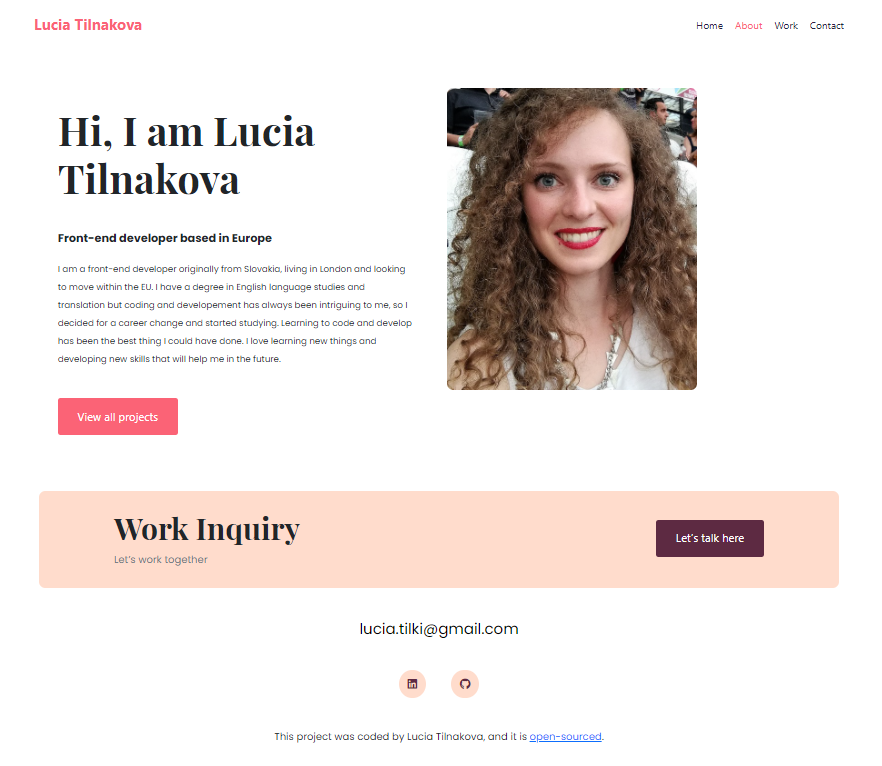 Lucia Tilnakova
Home About Work Contact
Hi, I am Lucia
Tilnakova
Front-end developer based in Europe
I am a front-end developer originally from Slovakia, living in London and looking
to move within the EU. I have a degree in English language studies and
translation but coding and developement has always been intriguing to me, so I
decided for a career change and started studying. Learning to code and develop
has been the best thing I could have done. I love learning new things and
developing new skills that will help me in the future.
View all projects
Work Inquiry
Let's work together
Let's talk here
lucia.tilki@gmail.com
This project was coded by Lucia Tilnakova, and it is open-sourced.